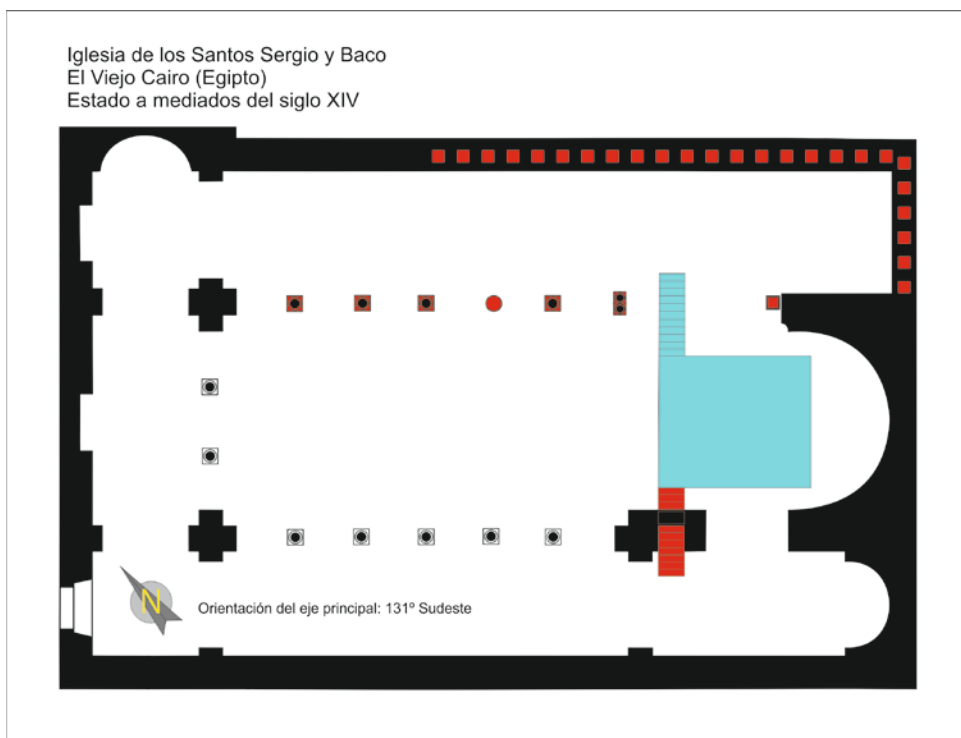 Iglesia de los Santos Sergio y Baco
El Viejo Cairo (Egipto)
Estado a mediados del siglo XIV
N
Orientación del eje principal: 131º Sudeste